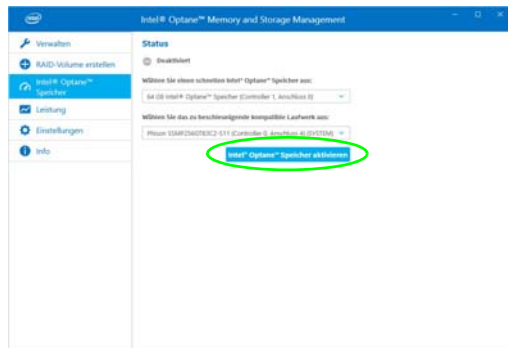 intel
Intel® Optane™ Memory and Storage Management
Verwalten
RAID-Volume erstellen
Intel® Optane™
Speicher
Leistung
Einstellungen
Info
Status
Deaktiviert
Wählen Sie einen schnellen Intel® Optane™ Speicher aus:
64 GB Intel® Optane™ Speicher [Controller 1, Anschluss 0]
Wählen Sie das zu beschleunigende kompatible Laufwerk aus:
Phison (Controller 0, Anschluss 4) (SYSTEM)
Intel® Optane™ Speicher aktivieren